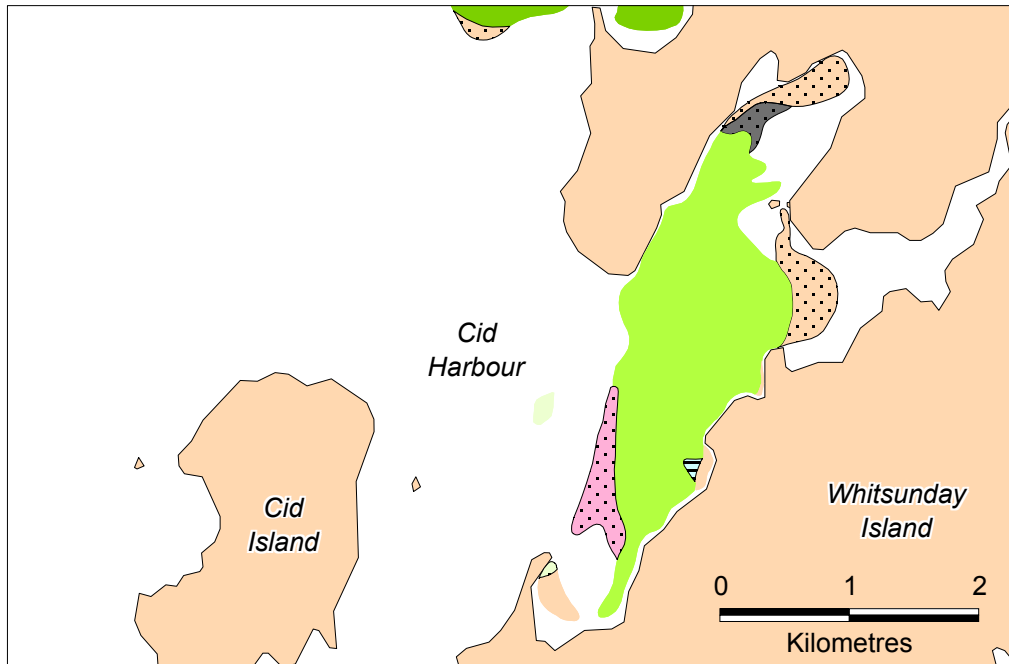 Cid
Harbour
Cid
Island
Whitsunday
Island
0 1 2
Kilometres